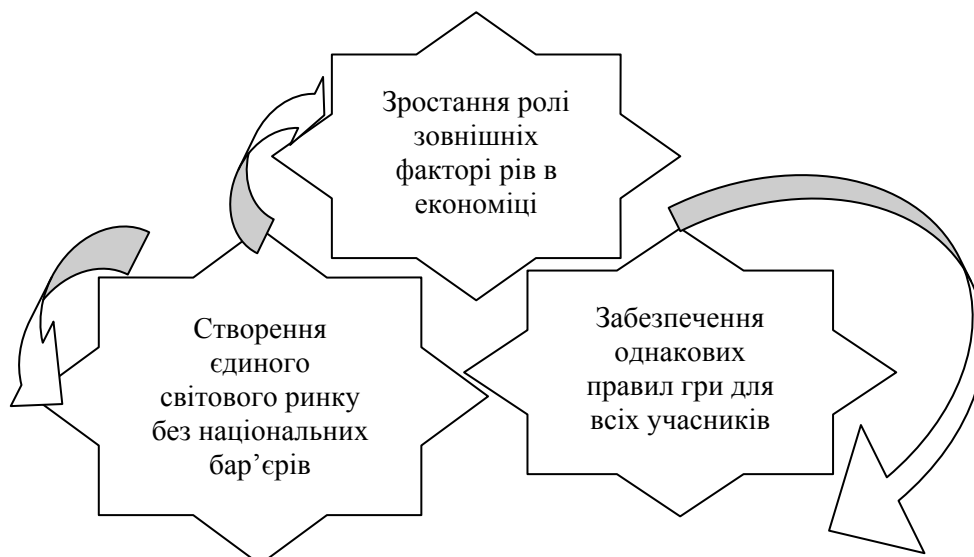 Зростання ролі
зовнішніх
факторі рів в
економіці
Створення
єдиного
світового ринку
без національних
бар’єрів
Забезпечення
однакових
правил гри для
всіх учасників